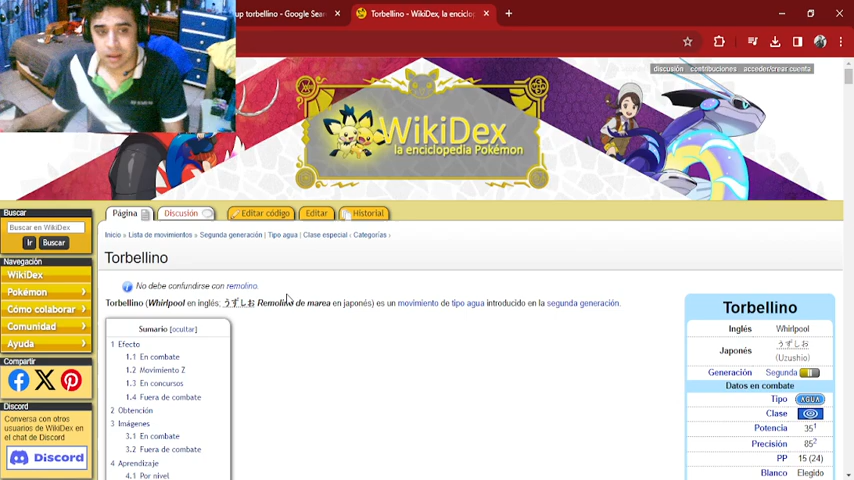 up torbellino - Google Sear
Torbellino - WikiDex, la enciclop
WikiDex
la enciclopedia Pokémon
discusión contribuciones acceder/crear cuenta
Página
Discusión
Editar código
Editar
Historial
Buscar
Buscar en WikiDex
Ir
Buscar
Navegación
WikiDex
Pokémon
Cómo colaborar
Comunidad
Ayuda
Compartir
Discord
Conversa con otros
usuarios de WikiDex en
el chat de Discord
Discord
Inicio » Lista de movimientos » Segunda generación | Tipo agua | Clase especial | Categorías
Torbellino
No debe confundirse con remolino.
Torbellino (Whirlpool en inglés; うずしお Remolino de marea en japonés) es un movimiento de tipo agua introducido en la segunda generación.
Sumario [ocultar]
1 Efecto
1.1 En combate
1.2 Movimiento Z
1.3 En concursos
1.4 Fuera de combate
2 Obtención
3 Imágenes
3.1 En combate
3.2 Fuera de combate
4 Aprendizaje
4.1 Por nivel
Torbellino
Inglés Whirlpool
Japonés うずしお
(Uzushio)
Generación Segunda
Datos en combate
Tipo AGUA
Clase
Potencia 35¹
Precisión 85²
PP 15 (24)
Blanco Elegido